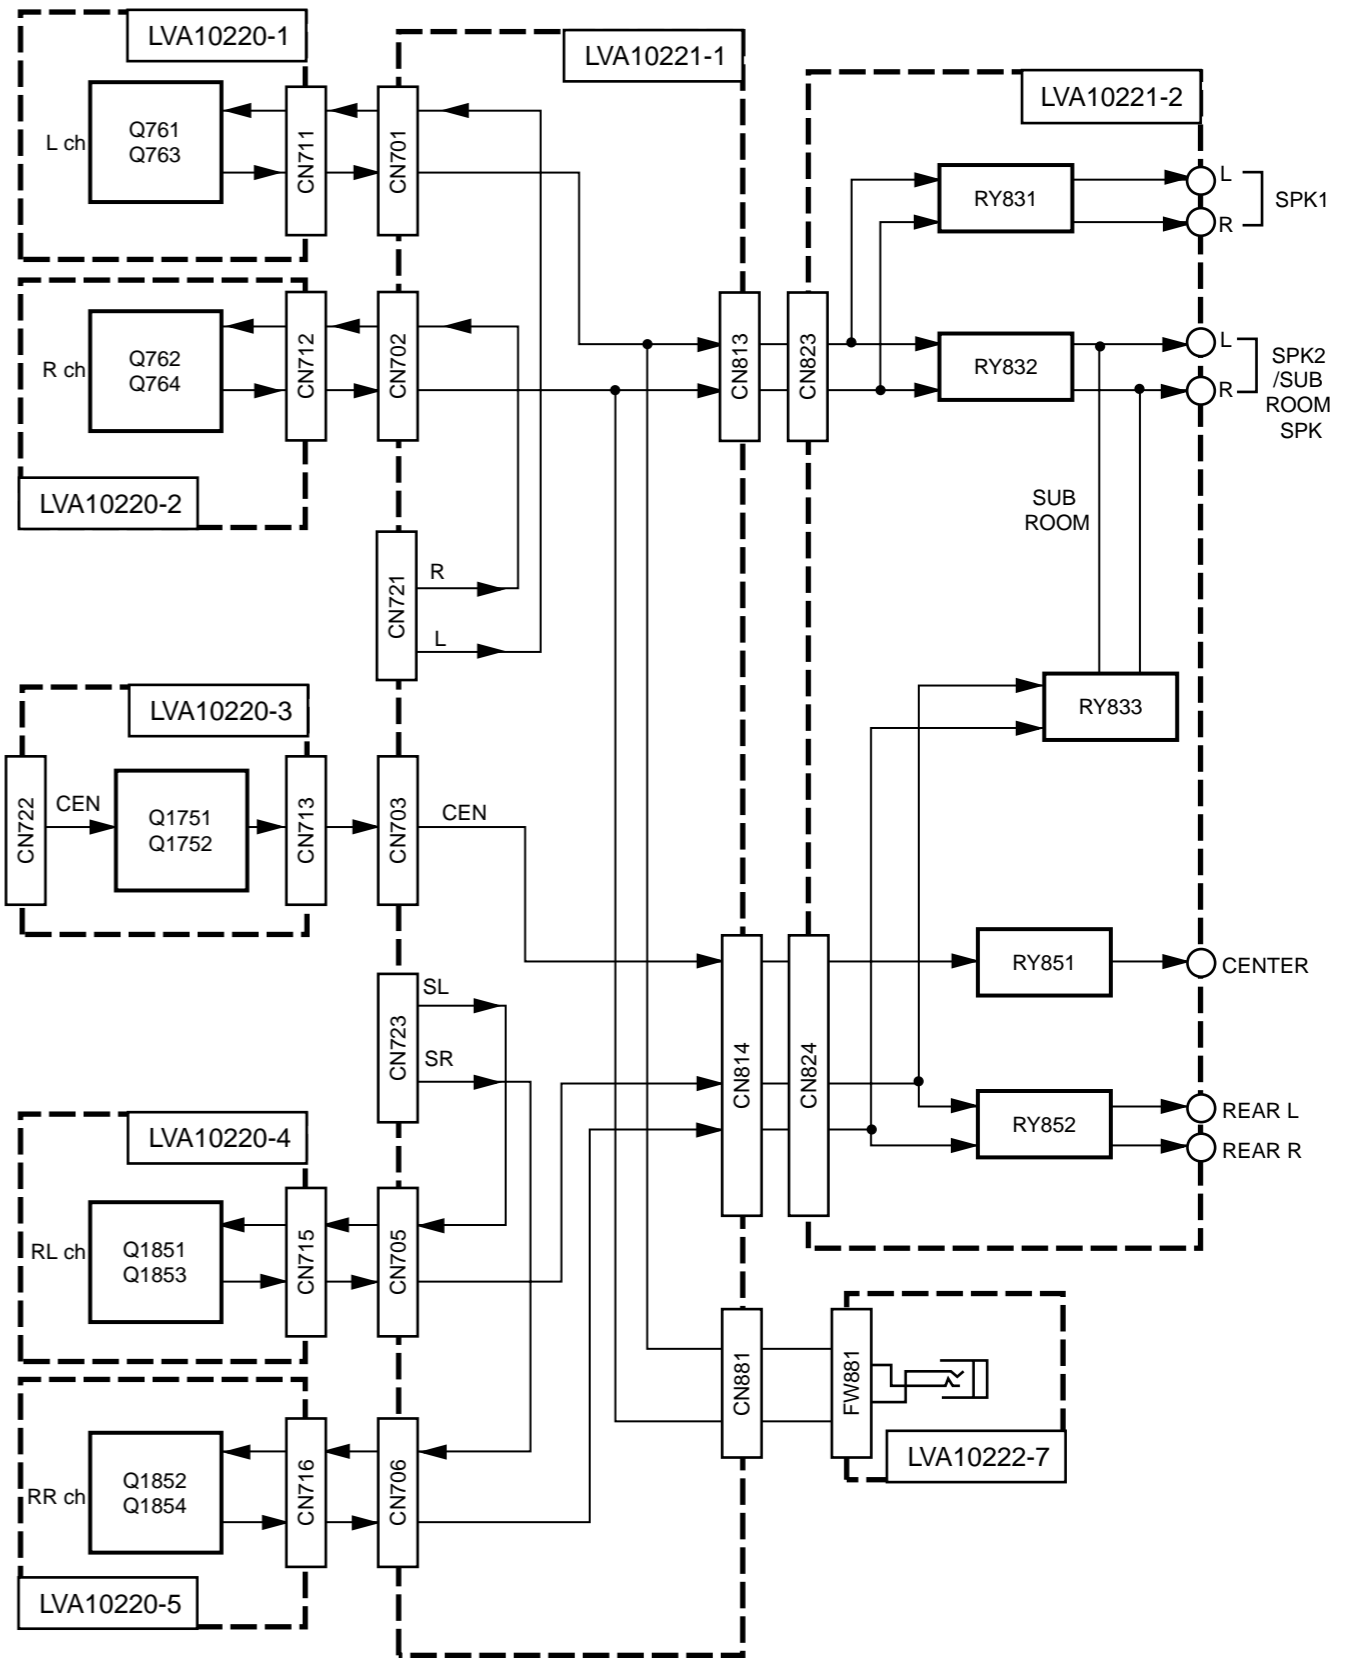 LVA10220-1
LVA10221-1
LVA10221-2
L ch
Q761
Q763
CN711
CN701
RY831
L
R
SPK1
R ch
Q762
Q764
CN712
CN702
CN813
CN823
RY832
L
R
SPK2
/SUB
ROOM
SPK
LVA10220-2
SUB
ROOM
CN721
R
L
LVA10220-3
RY833
CN722
CEN
Q1751
Q1752
CN713
CN703
CEN
RY851
CENTER
CN723
SL
SR
CN814
CN824
RY852
REAR L
REAR R
LVA10220-4
RL ch
Q1851
Q1853
CN715
CN705
CN881
FW881
LVA10222-7
RR ch
Q1852
Q1854
CN716
CN706
LVA10220-5